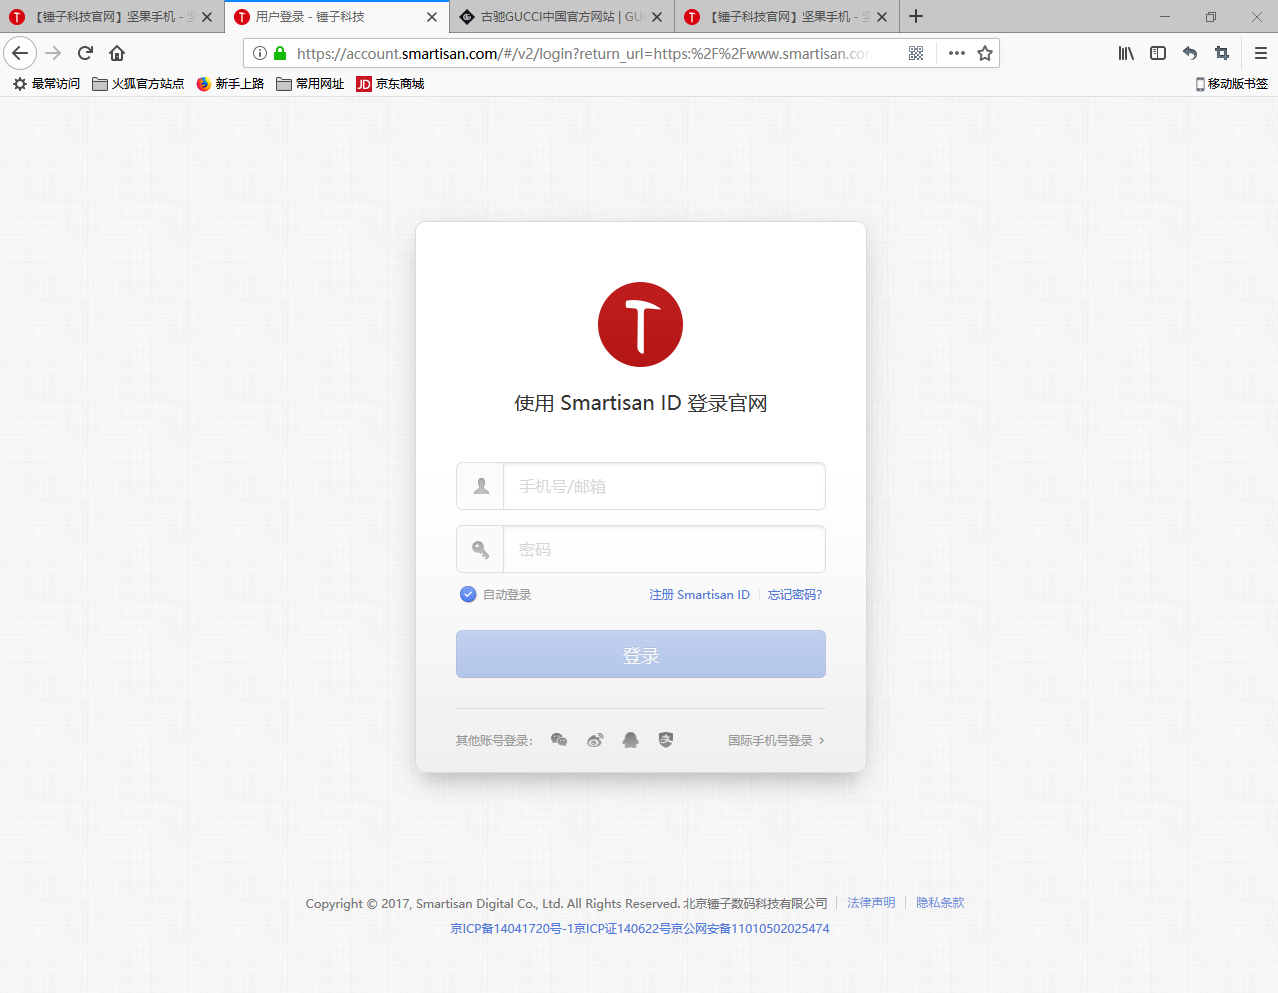 【锤子科技官网】坚果手机 -
用户登录 - 锤子科技
古驰GUCCI中国官方网站 | GU
【锤子科技官网】坚果手机 -
https://account.smartisan.com/#/v2/login?return_url=https:%2F%2Fwww.smartisan.com
最常访问
火狐官方站点
新手上路
常用网址
JD 京东商城
移动版书签
使用 Smartisan ID 登录官网
手机号/邮箱
密码
自动登录
注册 Smartisan ID
忘记密码?
登录
其他账号登录:
国际手机号登录 >
Copyright © 2017, Smartisan Digital Co., Ltd. All Rights Reserved. 北京锤子数码科技有限公司 | 法律声明 | 隐私条款
京ICP备14041720号-1京ICP证140622号京公网安备11010502025474